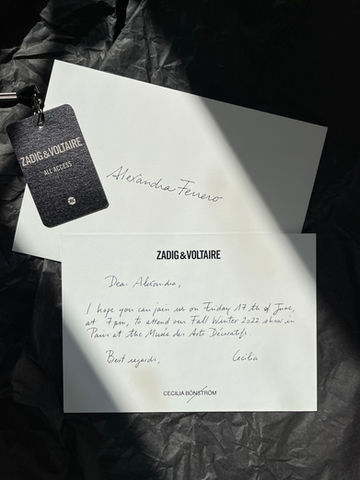 ZADIG&VOLTAIRE
ALL ACCESS
Alexandra Ferrero
ZADIG&VOLTAIRE
Dear Alexandra,
I hope you can join us on Friday 17 th of June,
at 7 pm, to attend our Fall Winter 2022 show in
Paris at the Musée des Arts Décoratifs.
Best regards, Cecilia
CECILIA BÖNSTRÖM